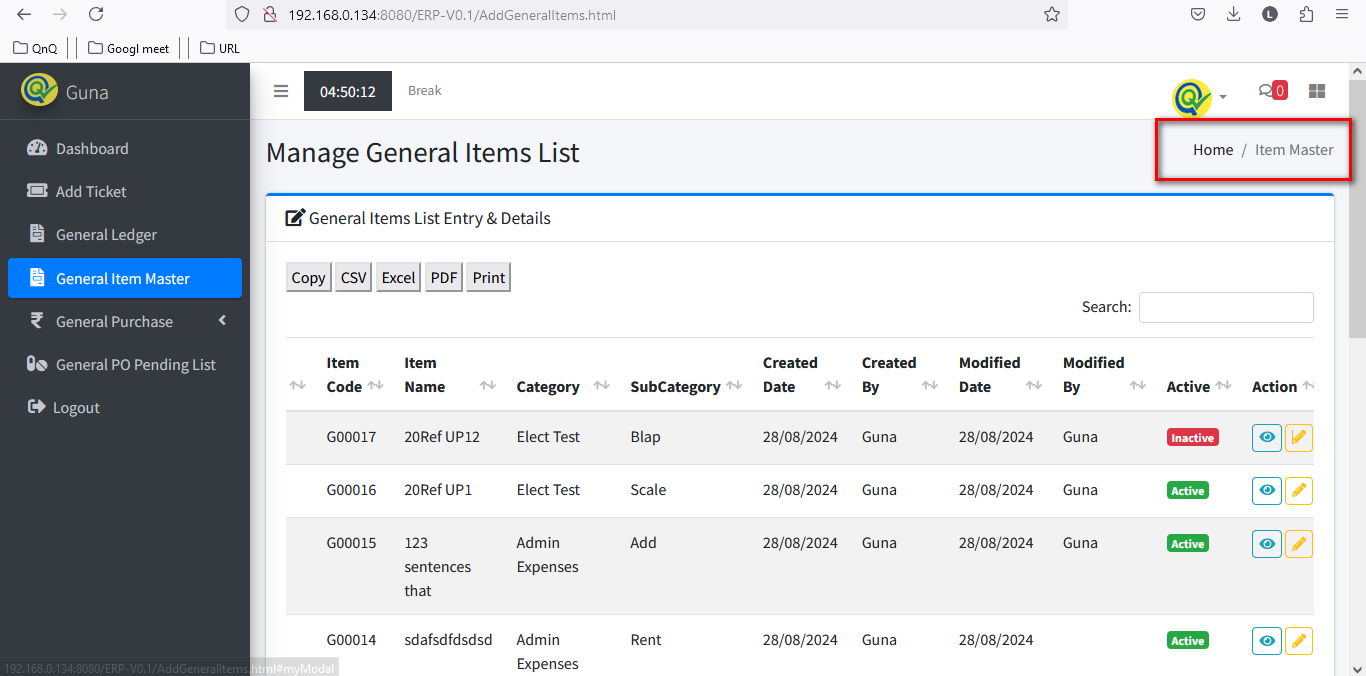 192.168.0.134:8080/ERP-V0.1/AddGeneralItems.html
L
QnQ
Googl meet
URL
Guna
04:50:12
Break
0
Dashboard
Add Ticket
General Ledger
General Item Master
General Purchase
General PO Pending List
Logout
Manage General Items List
Home / Item Master
General Items List Entry & Details
Copy CSV Excel PDF Print
Search:
Item Code Item Name Category SubCategory Created Date Created By Modified Date Modified By Active Action
G00017 20Ref UP12 Elect Test Blap 28/08/2024 Guna 28/08/2024 Guna Inactive
G00016 20Ref UP1 Elect Test Scale 28/08/2024 Guna 28/08/2024 Guna Active
G00015 123 sentences that Admin Expenses Add 28/08/2024 Guna 28/08/2024 Guna Active
G00014 sdafsdfdsdsd Admin Expenses Rent 28/08/2024 Guna 28/08/2024 Active
192.168.0.134:8080/ERP-V0.1/AddGeneralItems.html#myModal